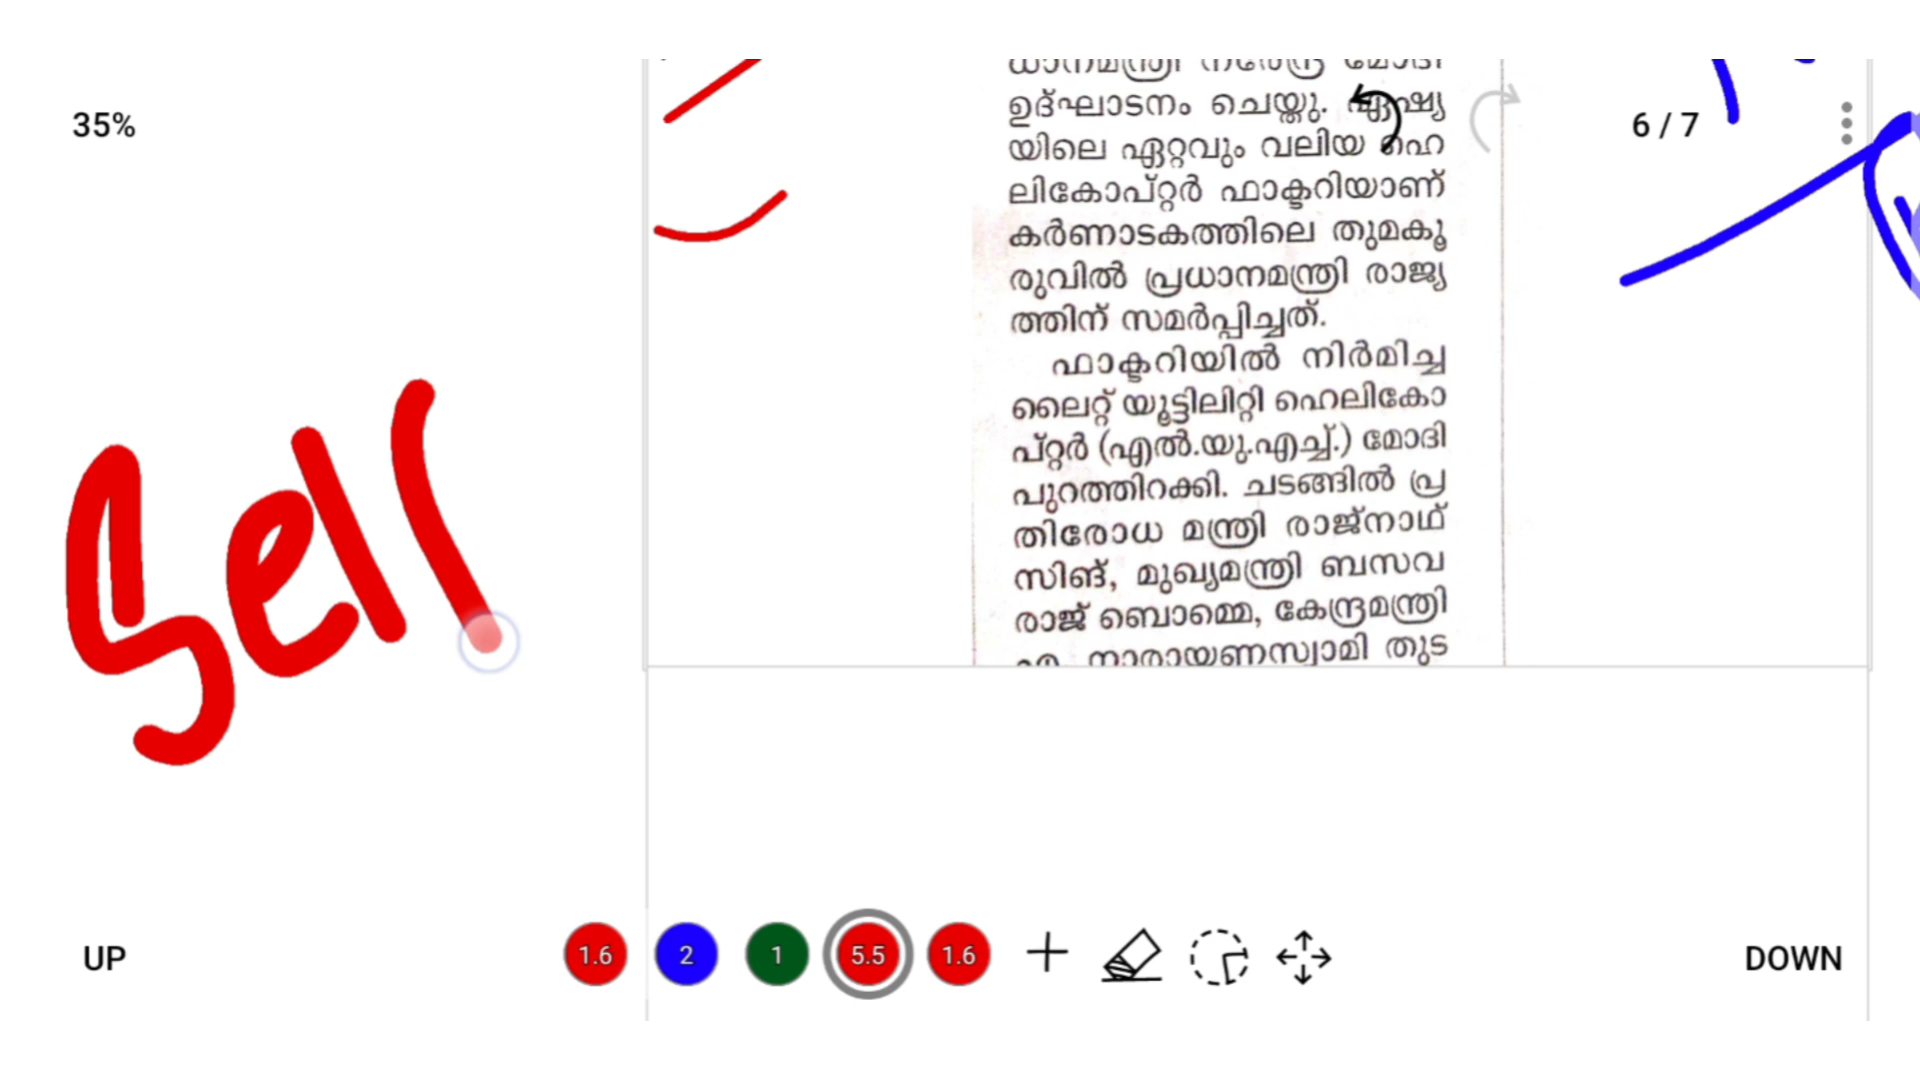 35%
6 / 7
ഉദ്ഘാടനം ചെയ്തു. ഏഷ്യ
യിലെ ഏറ്റവും വലിയ ഹെ
ലികോപ്റ്റർ ഫാക്ടറിയാണ്
കർണാടകത്തിലെ തുമകൂ
രുവിൽ പ്രധാനമന്ത്രി രാജ്യ
ത്തിന് സമർപ്പിച്ചത്.
ഫാക്ടറിയിൽ നിർമിച്ച
ലൈറ്റ് യൂട്ടിലിറ്റി ഹെലികോ
പ്റ്റർ (എൽ.യു.എച്ച്.) മോദി
പുറത്തിറക്കി. ചടങ്ങിൽ പ്ര
തിരോധ മന്ത്രി രാജ്നാഥ്
സിങ്, മുഖ്യമന്ത്രി ബസവ
രാജ് ബൊമ്മെ, കേന്ദ്രമന്ത്രി
നാരായണസ്വാമി തുട
Sell
UP
1.6 2 1 5.5 1.6
DOWN